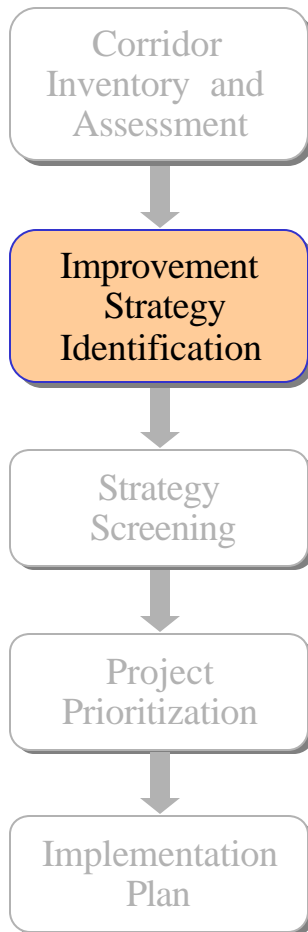 Corridor
Inventory and
Assessment
Improvement
Strategy
Identification
Strategy
Screening
Project
Prioritization
Implementation
Plan